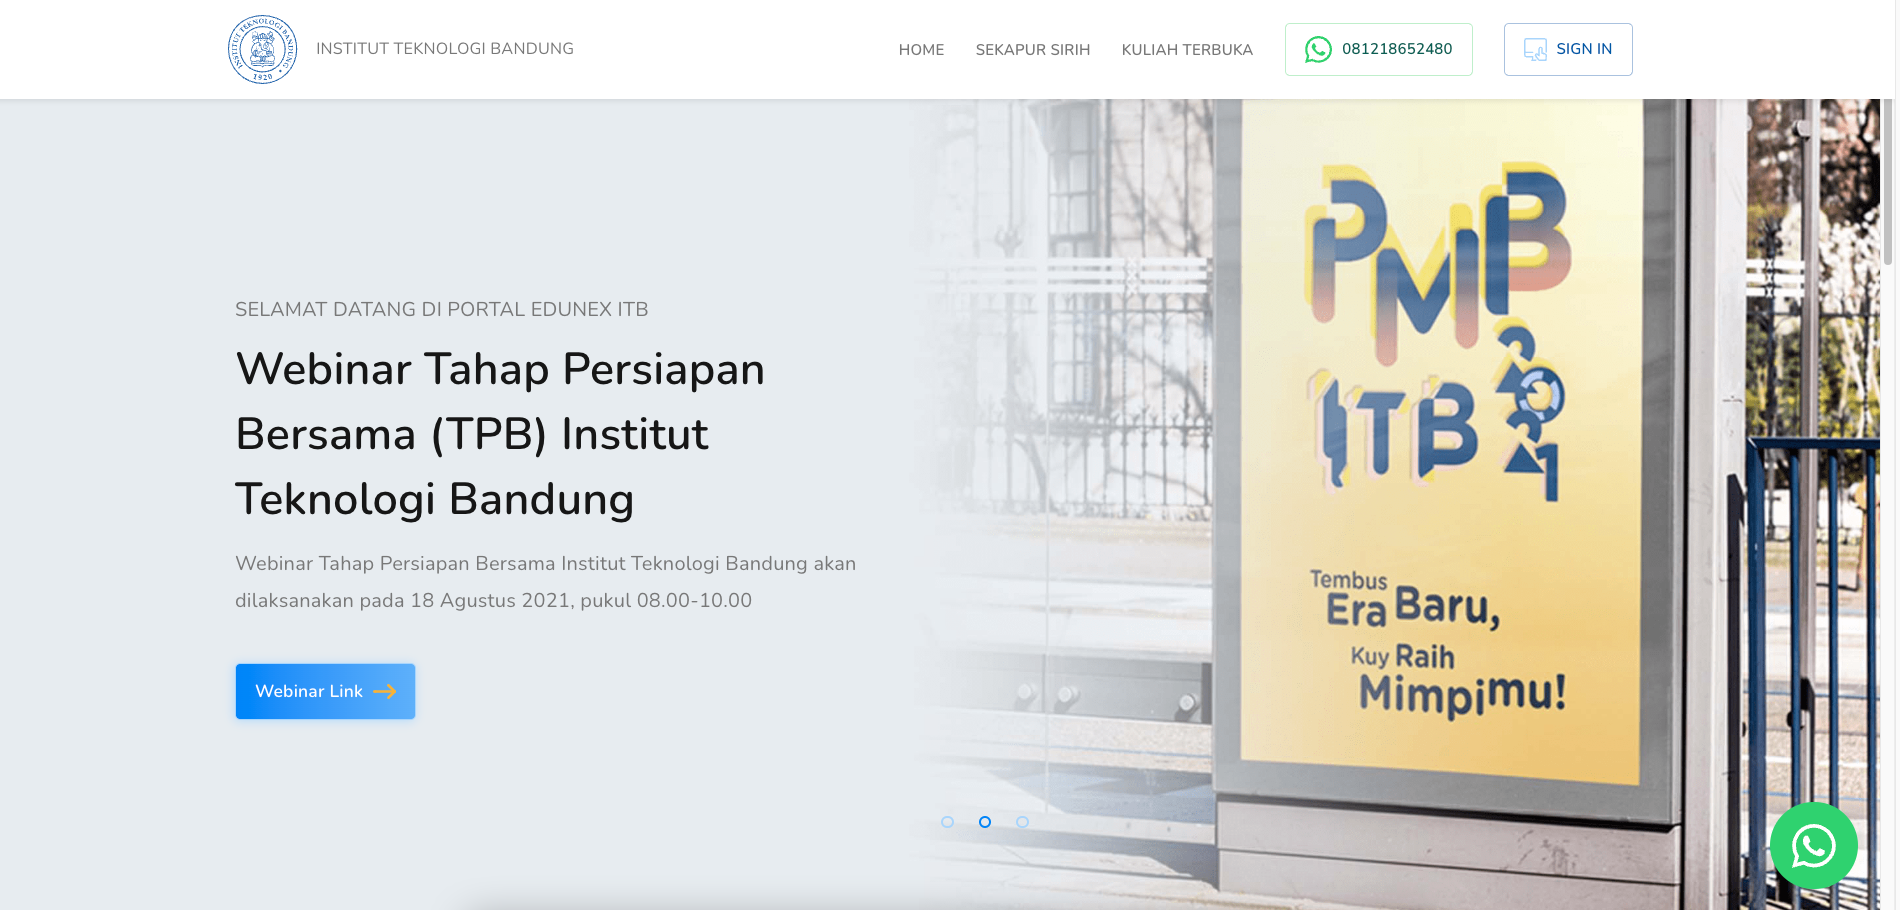 INSTITUT TEKNOLOGI BANDUNG
1920
INSTITUT TEKNOLOGI BANDUNG
HOME
SEKAPUR SIRIH
KULIAH TERBUKA
081218652480
SIGN IN
SELAMAT DATANG DI PORTAL EDUNEX ITB
Webinar Tahap Persiapan
Bersama (TPB) Institut
Teknologi Bandung
Webinar Tahap Persiapan Bersama Institut Teknologi Bandung akan
dilaksanakan pada 18 Agustus 2021, pukul 08.00-10.00
Webinar Link
PMB
ITB 2021
Tembus
Era Baru,
Kuy Raih
Mimpimu!